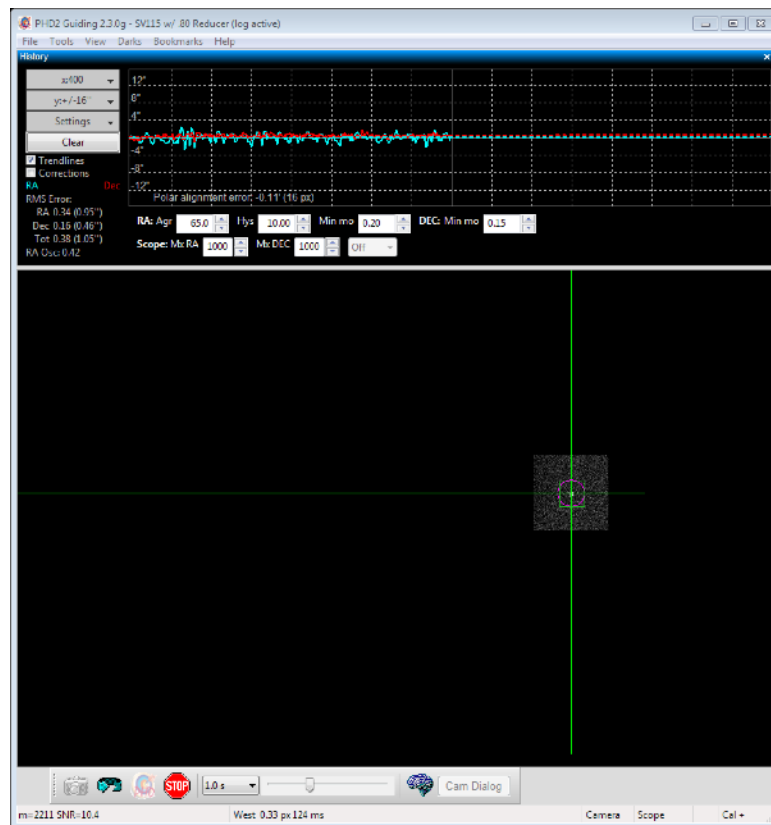 PHD2 Guiding 2.3.0g - SV115 w/ .80 Reducer (log active)
File Tools View Darks Bookmarks Help
History
x:400
y:+/-16"
Settings
Clear
Trendlines
Corrections
RA Dec
RMS Error:
RA 0.34 (0.95")
Dec 0.16 (0.46")
Tot 0.38 (1.05")
RA Osc: 0.42
12"
8"
4"
-4"
-8"
-12"
Polar alignment error: -0.11' (16 px)
RA: Agr 65.0 Hys 10.00 Min mo 0.20 DEC: Min mo 0.15
Scope: Mx RA 1000 Mx DEC 1000 Off
STOP 1.0 s Cam Dialog
m=2211 SNR=10.4 West 0.33 px 124 ms Camera Scope Cal +